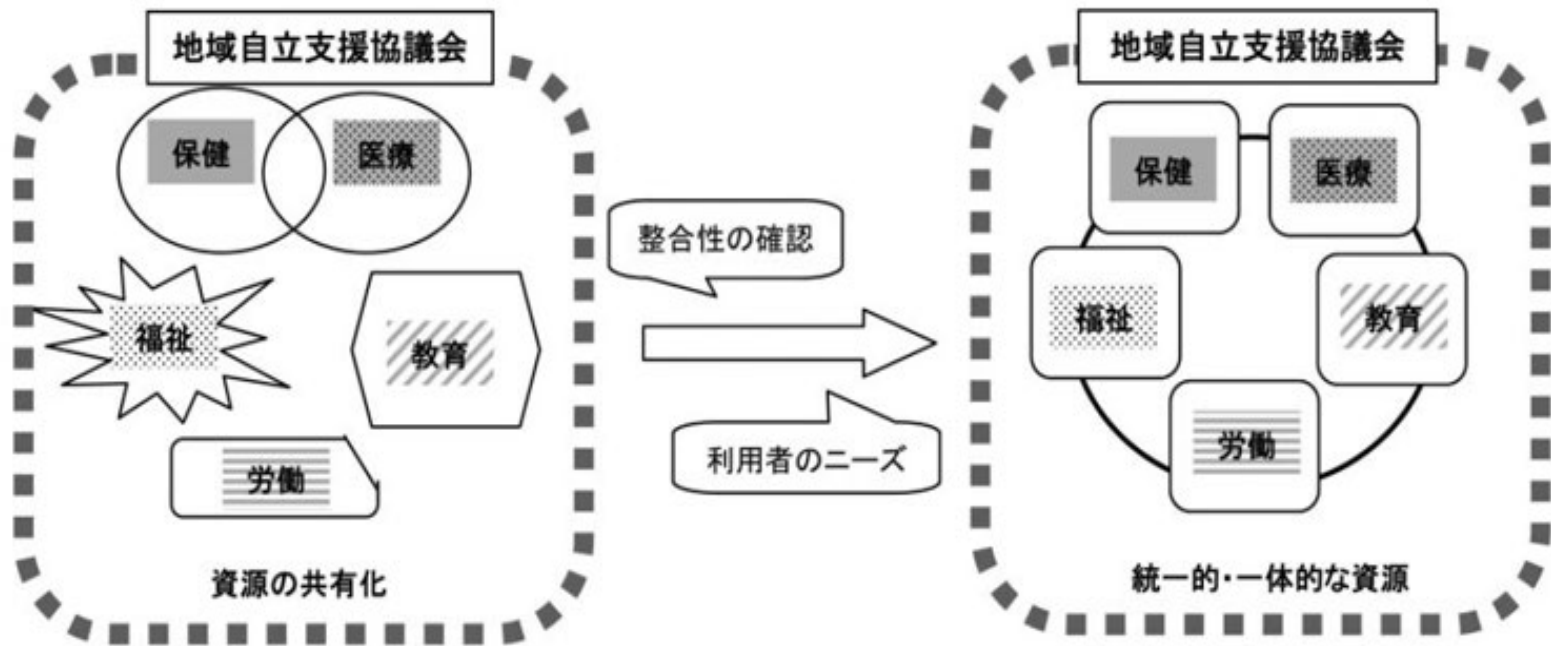 地域自立支援協議会
保健
医療
福祉
教育
労働
資源の共有化
整合性の確認
利用者のニーズ
地域自立支援協議会
保健
医療
福祉
教育
労働
統一的・一体的な資源